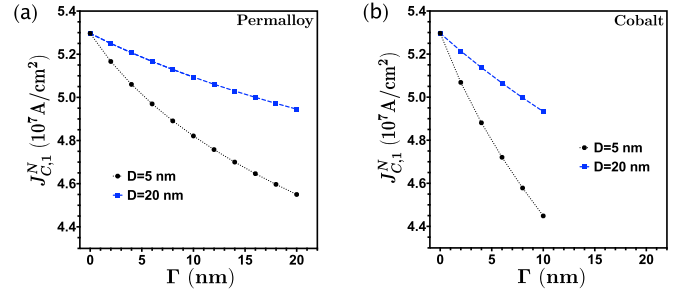 (a)
Permalloy
5.4
5.2
5.0
4.8
4.6
4.4
J_{C,1}^{N} (10^7 A/cm^2)
D=5 nm
D=20 nm
0 5 10 15 20
Γ (nm)
(b)
Cobalt
5.4
5.2
5.0
4.8
4.6
4.4
J_{C,1}^{N} (10^7 A/cm^2)
D=5 nm
D=20 nm
0 5 10 15 20
Γ (nm)